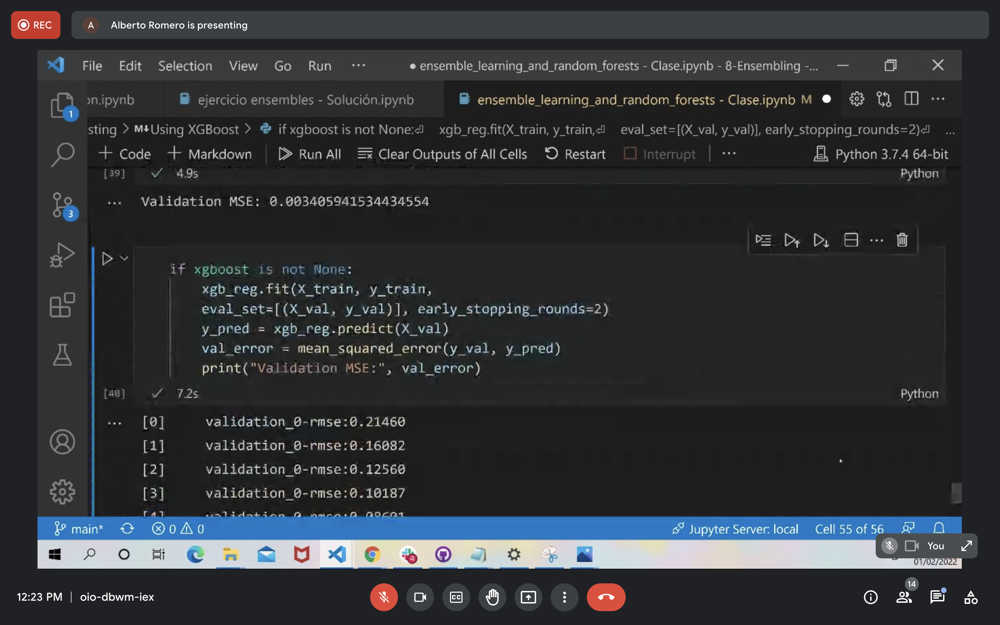 REC
A
Alberto Romero is presenting
File Edit Selection View Go Run ··· ● ensemble_learning_and_random_forests - Clase.ipynb - 8-Ensembling -...
on.ipynb
ejercicio ensembles - Solución.ipynb
ensemble_learning_and_random_forests - Clase.ipynb M
1
sting > M↓Using XGBoost > if xgboost is not None:⏎ xgb_reg.fit(X_train, y_train,⏎ eval_set=[(X_val, y_val)], early_stopping_rounds=2)⏎ ...
+ Code + Markdown Run All Clear Outputs of All Cells Restart Interrupt ··· Python 3.7.4 64-bit
[39] ✓ 4.9s Python
... Validation MSE: 0.003405941534434554
3
if xgboost is not None:
xgb_reg.fit(X_train, y_train,
eval_set=[(X_val, y_val)], early_stopping_rounds=2)
y_pred = xgb_reg.predict(X_val)
val_error = mean_squared_error(y_val, y_pred)
print("Validation MSE:", val_error)
[40] ✓ 7.2s Python
... [0] validation_0-rmse:0.21460
[1] validation_0-rmse:0.16082
[2] validation_0-rmse:0.12560
[3] validation_0-rmse:0.10187
[4] validation_0-rmse:0.08601
main* 0 0 Jupyter Server: local Cell 55 of 56
4
You
01/02/2022
12:23 PM | oio-dbwm-iex
CC
14